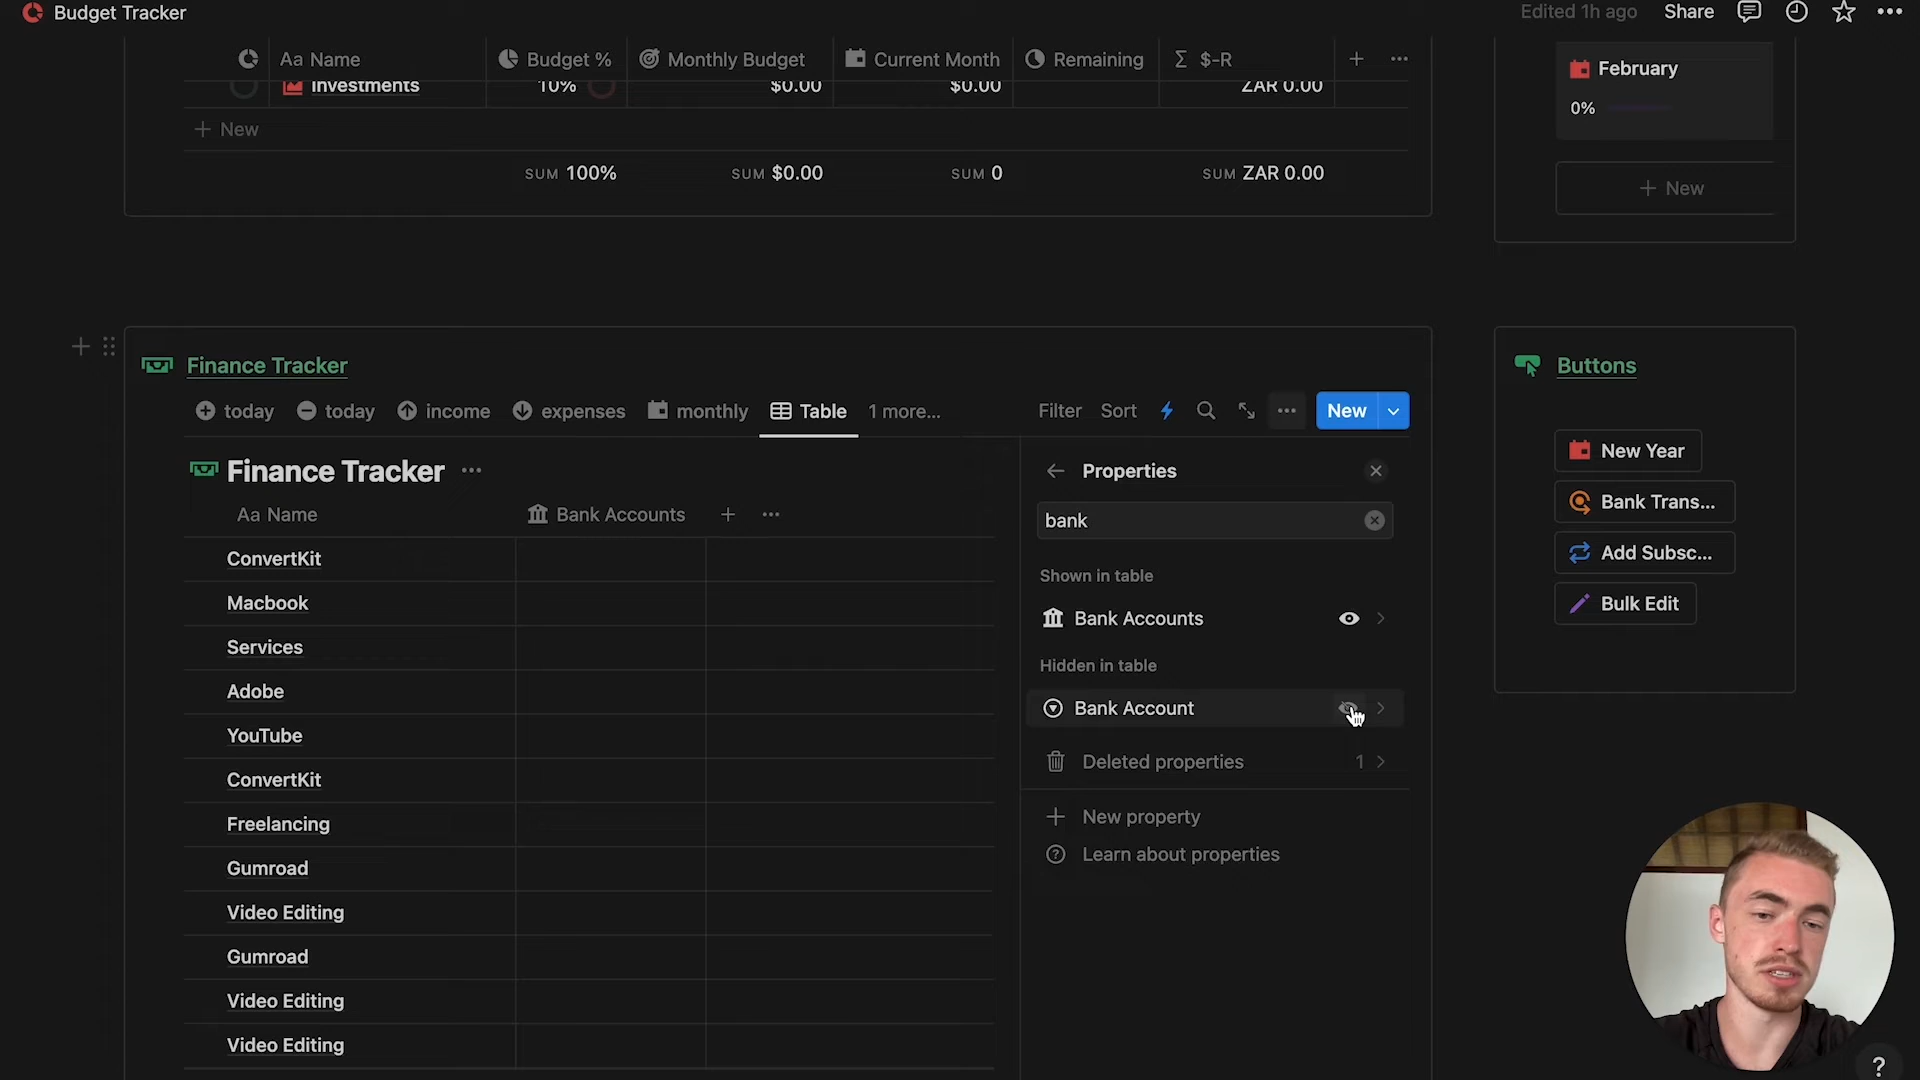 Budget Tracker
Edited 1h ago
Share
Aa Name
Budget %
Monthly Budget
Current Month
Remaining
Σ $-R
Investments
10%
$0.00
$0.00
ZAR 0.00
+ New
SUM 100%
SUM $0.00
SUM 0
SUM ZAR 0.00
February
0%
+ New
Finance Tracker
today
today
income
expenses
monthly
Table
1 more...
Filter
Sort
New
Finance Tracker
Aa Name
Bank Accounts
ConvertKit
Macbook
Services
Adobe
YouTube
ConvertKit
Freelancing
Gumroad
Video Editing
Gumroad
Video Editing
Video Editing
Properties
bank
Shown in table
Bank Accounts
Hidden in table
Bank Account
Deleted properties
1
New property
Learn about properties
Buttons
New Year
Bank Trans...
Add Subsc...
Bulk Edit
?